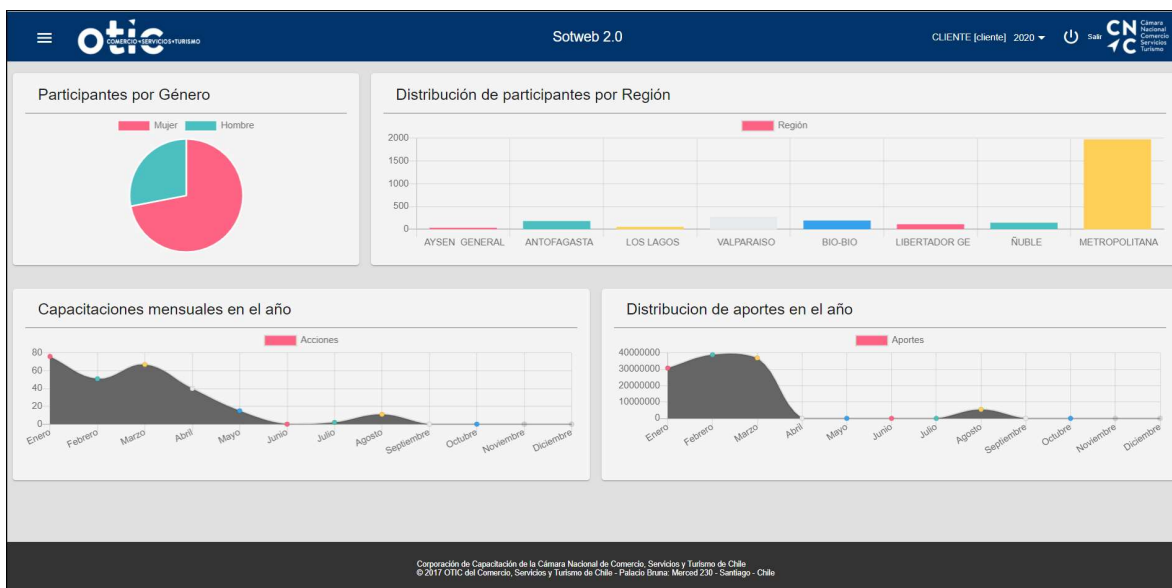 Otic
COMERCIO+SERVICIOS+TURISMO
Sotweb 2.0
CLIENTE [cliente] 2020
Salir
CNC
Cámara
Nacional
Comercio
Servicios
Turismo
Participantes por Género
Mujer Hombre
Distribución de participantes por Región
Región
2000
1500
1000
500
0
AYSEN GENERAL ANTOFAGASTA LOS LAGOS VALPARAISO BIO-BIO LIBERTADOR GE ÑUBLE METROPOLITANA
Capacitaciones mensuales en el año
Acciones
80
60
40
20
0
Enero Febrero Marzo Abril Mayo Junio Julio Agosto Septiembre Octubre Noviembre Diciembre
Distribucion de aportes en el año
Aportes
40000000
30000000
20000000
10000000
0
Enero Febrero Marzo Abril Mayo Junio Julio Agosto Septiembre Octubre Noviembre Diciembre
Corporación de Capacitación de la Cámara Nacional de Comercio, Servicios y Turismo de Chile
© 2017 OTIC del Comercio, Servicios y Turismo de Chile - Palacio Bruna: Merced 230 - Santiago - Chile